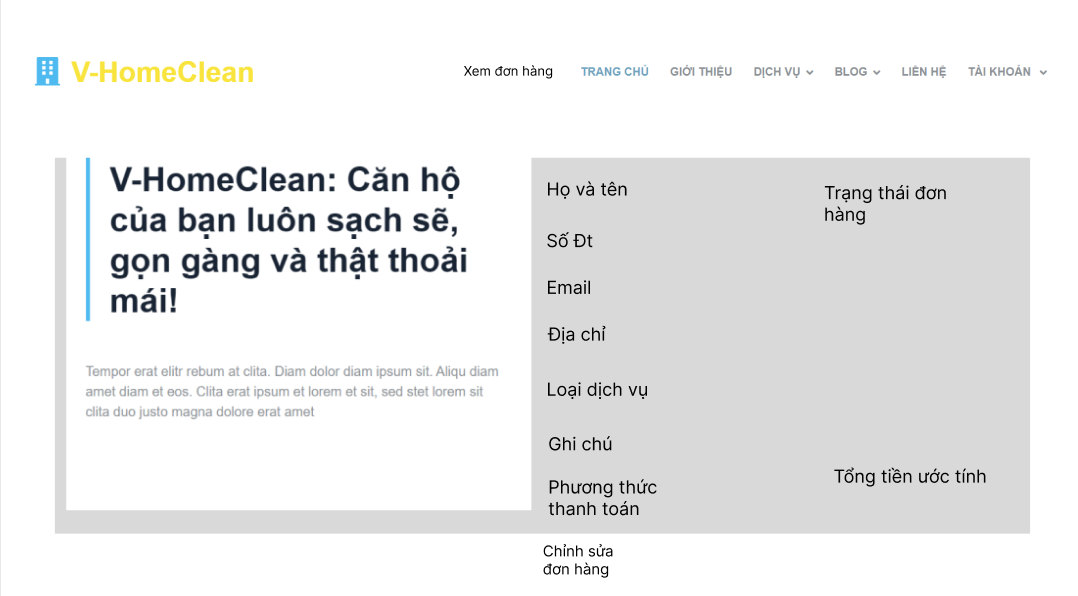 V-HomeClean
Xem đơn hàng
TRANG CHỦ
GIỚI THIỆU
DỊCH VỤ
BLOG
LIÊN HỆ
TÀI KHOẢN
V-HomeClean: Căn hộ
của bạn luôn sạch sẽ,
gọn gàng và thật thoải
mái!
Tempor erat elitr rebum at clita. Diam dolor diam ipsum sit. Aliqu diam
amet diam et eos. Clita erat ipsum et lorem et sit, sed stet lorem sit
clita duo justo magna dolore erat amet
Họ và tên
Số Đt
Email
Địa chỉ
Loại dịch vụ
Ghi chú
Phương thức
thanh toán
Trạng thái đơn
hàng
Tổng tiền ước tính
Chỉnh sửa
đơn hàng